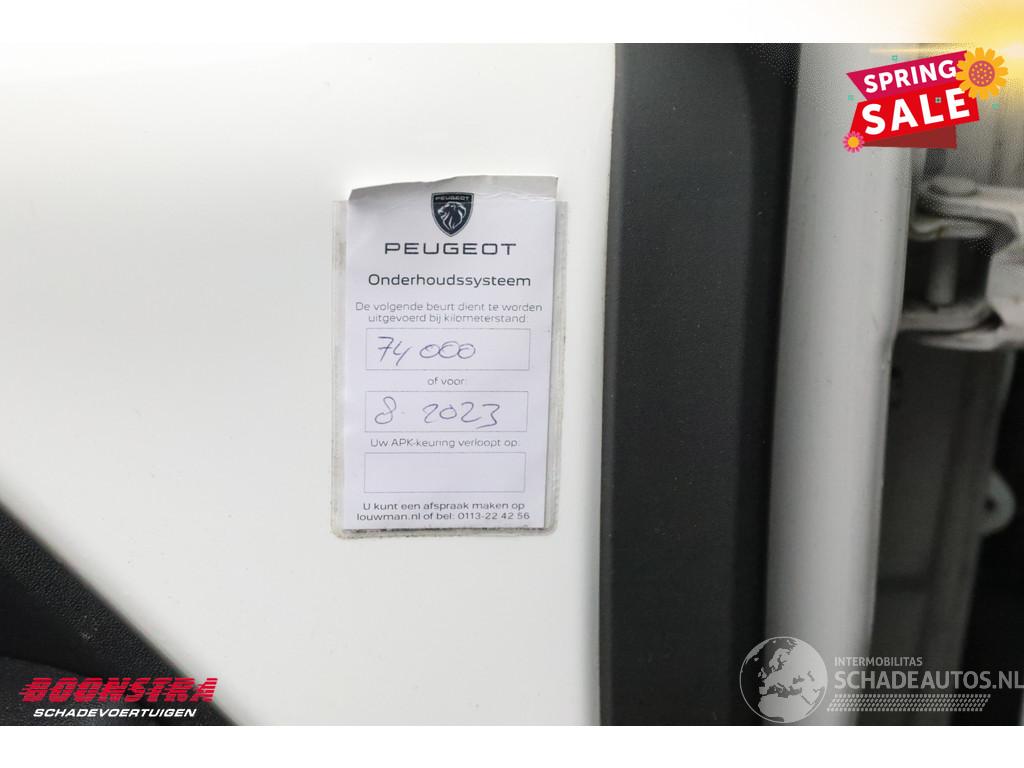 SPRING
SALE
PEUGEOT
PEUGEOT
Onderhoudssysteem
De volgende beurt dient te worden
uitgevoerd bij kilometerstand:
74 000
of voor:
8-2023
Uw APK-keuring verloopt op:
U kunt een afspraak maken op
louwman.nl of bel: 0113-22 42 56
BOONSTRA
SCHADEVOERTUIGEN
INTERMOBILITAS
SCHADEAUTOS.NL